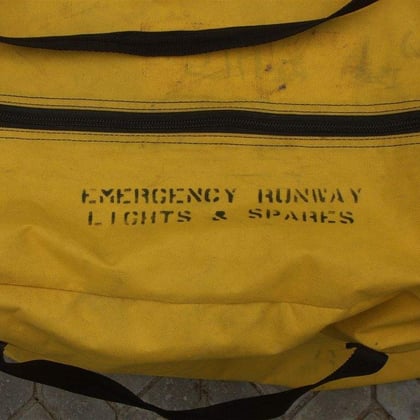 EMERGENCY RUNWAY
LIGHTS & SPARES